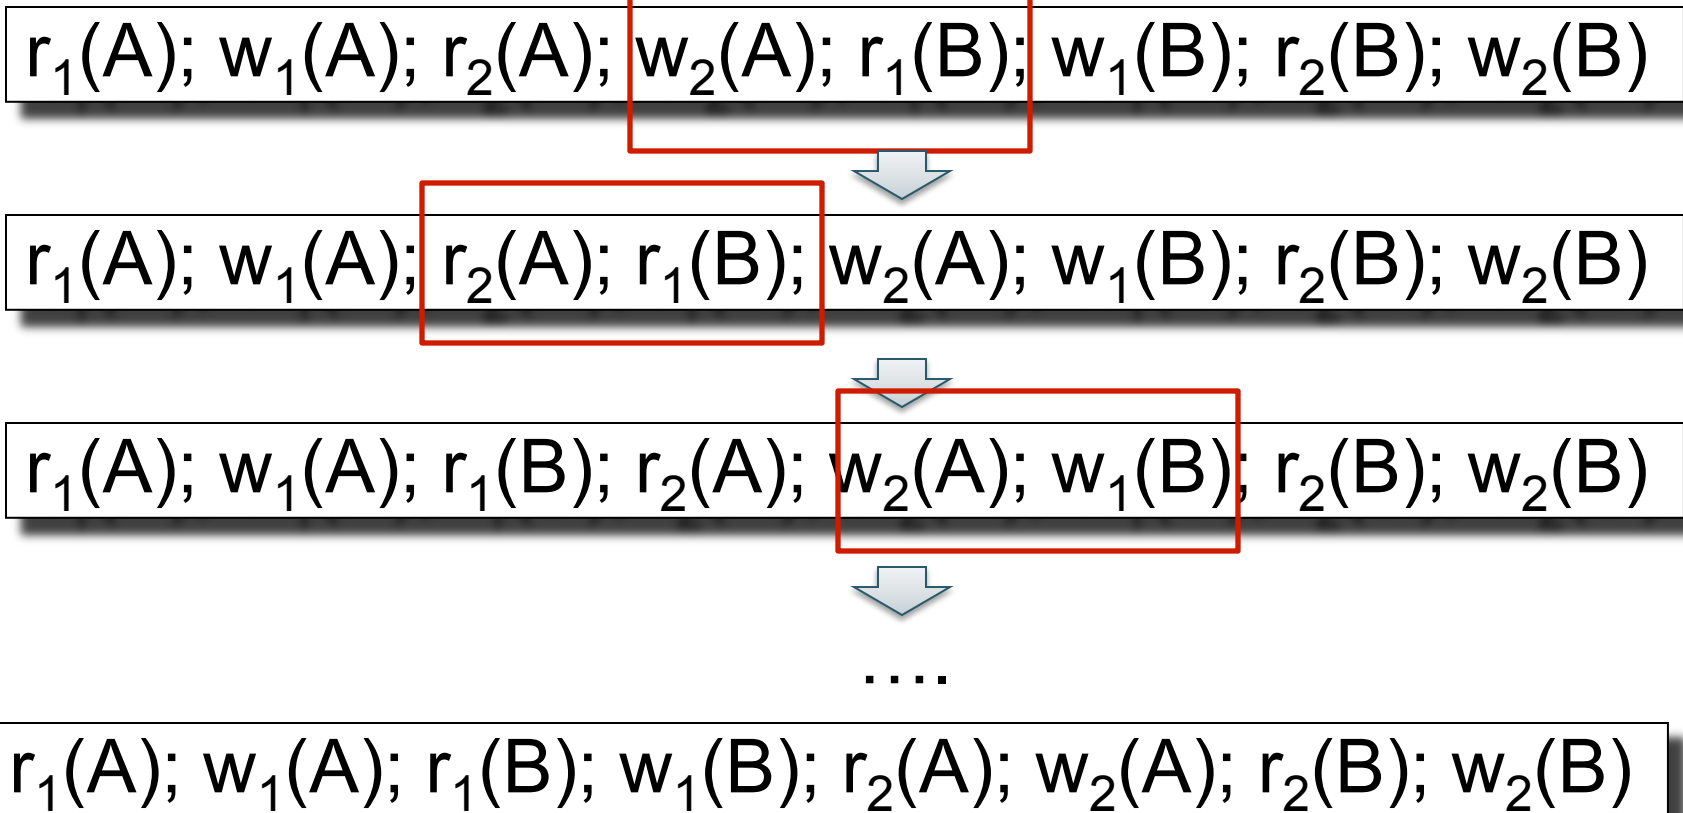 r₁(A); w₁(A); r₂(A); w₂(A); r₁(B); w₁(B); r₂(B); w₂(B)
r₁(A); w₁(A); r₂(A); r₁(B); w₂(A); w₁(B); r₂(B); w₂(B)
r₁(A); w₁(A); r₁(B); r₂(A); w₂(A); w₁(B); r₂(B); w₂(B)
....
r₁(A); w₁(A); r₁(B); w₁(B); r₂(A); w₂(A); r₂(B); w₂(B)